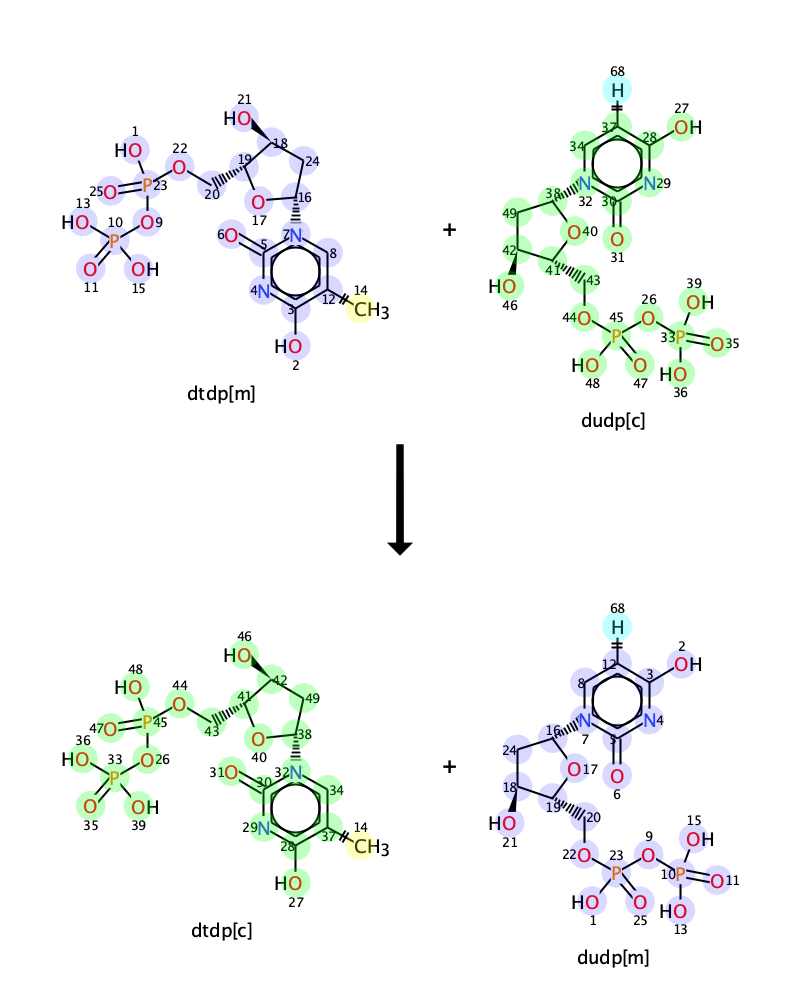 21
HO
1
HO
22
O
18
19
24
25
O
P
23
20
O
17
16
13
HO
10
P
O
9
6
O
5
7
N
8
O
11
OH
15
4
N
12
14
CH3
3
HO
2
dtdp[m]
+
68
H
37
27
OH
28
34
N
29
38
N
32
30
49
O
40
O
31
42
41
43
HO
46
26
O
39
OH
44
O
45
P
33
P
O
35
HO
48
O
47
HO
36
dudp[c]
46
HO
48
HO
44
O
42
41
49
47
O
P
45
43
O
40
38
36
HO
33
P
O
26
31
O
30
32
N
34
O
35
OH
39
29
N
37
14
CH3
28
HO
27
dtdp[c]
+
68
H
12
2
OH
3
8
N
4
16
N
7
5
24
O
17
O
6
18
19
20
HO
21
9
O
15
OH
22
O
23
P
10
P
O
11
HO
1
O
25
HO
13
dudp[m]